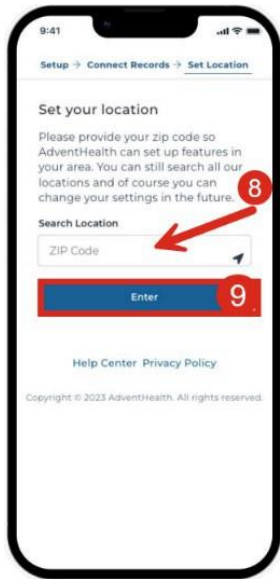 9:41
Setup → Connect Records → Set Location
Set your location
Please provide your zip code so
AdventHealth can set up features in
your area. You can still search all our
locations and of course you can
change your settings in the future.
8
Search Location
ZIP Code
Enter
9
Help Center Privacy Policy
Copyright © 2023 AdventHealth. All rights reserved.